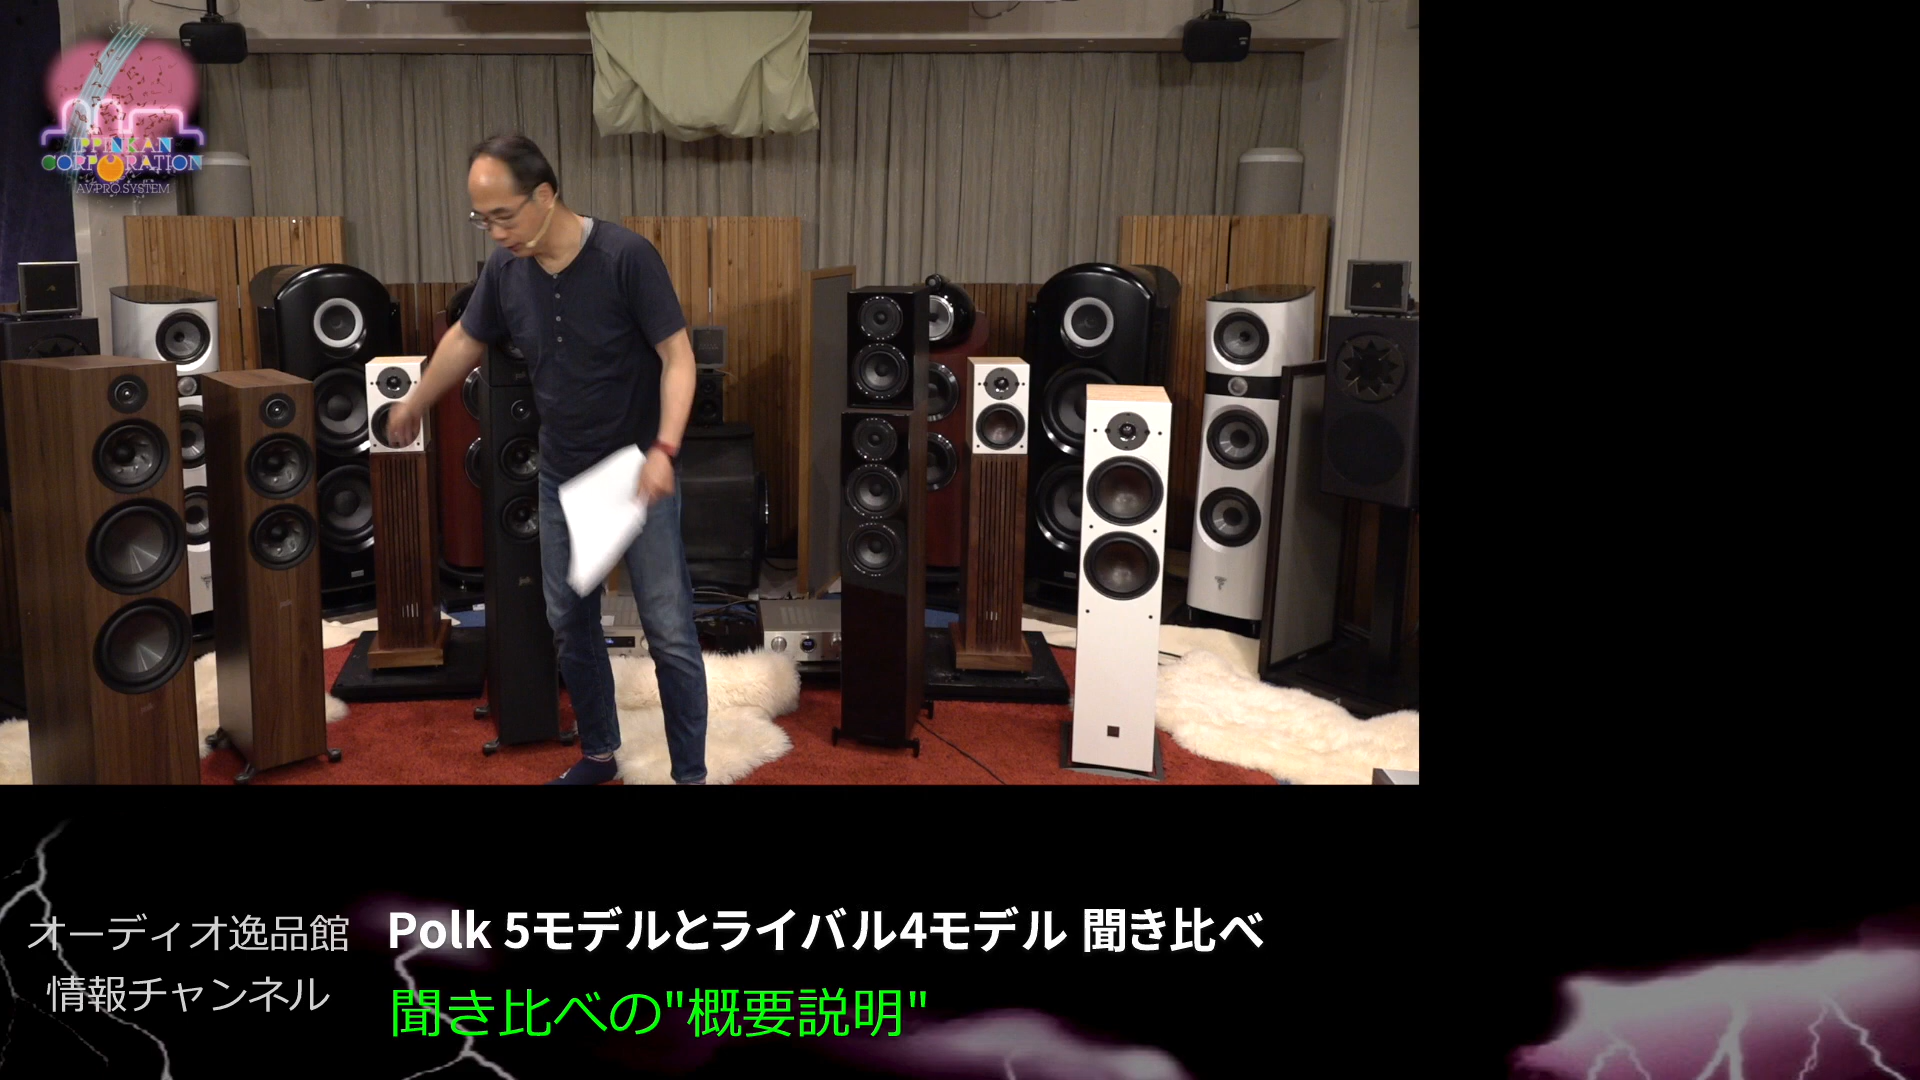 IPPINKAN
CORPORATION
AV.PRO.SYSTEM
オーディオ逸品館
情報チャンネル
Polk 5モデルとライバル4モデル 聞き比べ
聞き比べの"概要説明"